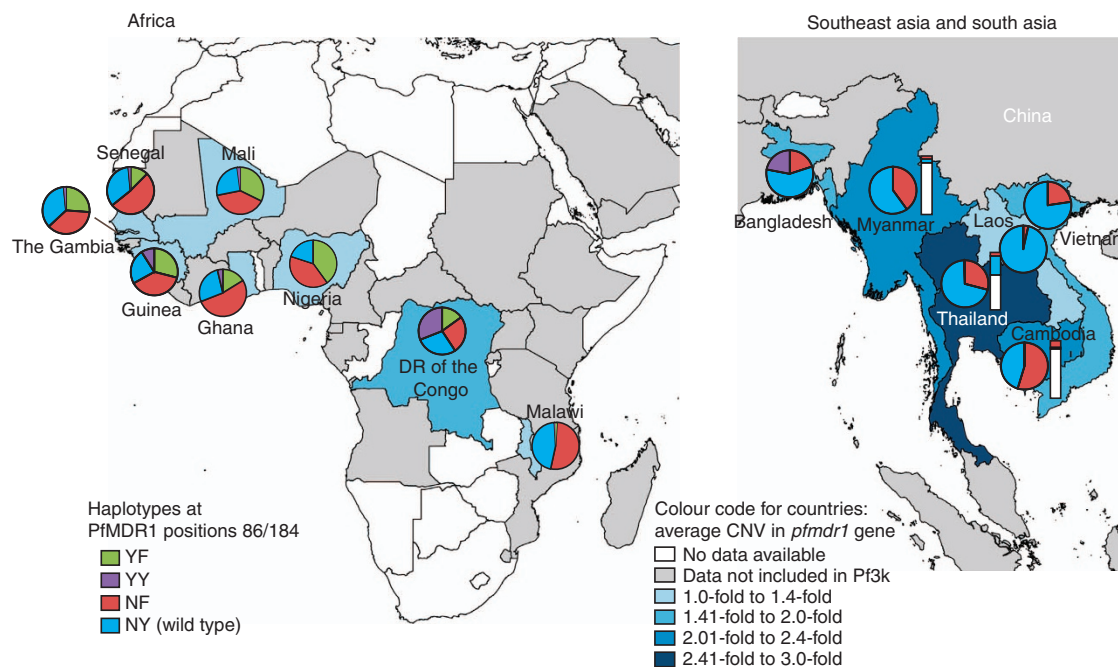 Africa
Southeast asia and south asia
China
Senegal
Mali
The Gambia
Guinea
Ghana
Nigeria
DR of the
Congo
Malawi
Bangladesh
Myanmar
Laos
Vietnam
Thailand
Cambodia
Haplotypes at
PfMDR1 positions 86/184
YF
YY
NF
NY (wild type)
Colour code for countries:
average CNV in pfmdr1 gene
No data available
Data not included in Pf3k
1.0-fold to 1.4-fold
1.41-fold to 2.0-fold
2.01-fold to 2.4-fold
2.41-fold to 3.0-fold